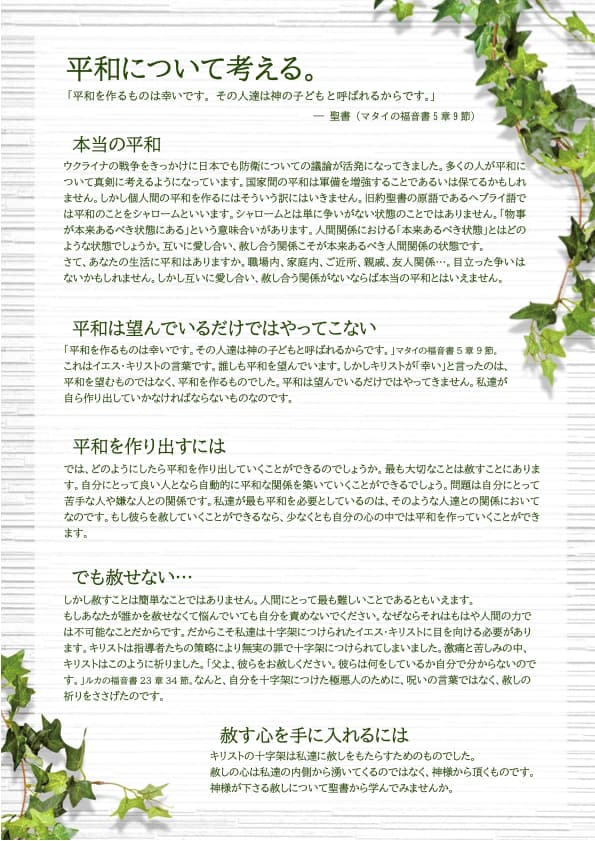 平和について考える。
「平和を作るものは幸いです。その人達は神の子どもと呼ばれるからです。」
― 聖書（マタイの福音書５章９節）
本当の平和
ウクライナの戦争をきっかけに日本でも防衛についての議論が活発になってきました。多くの人が平和に
ついて真剣に考えるようになっています。国家間の平和は軍備を増強することであるいは保てるかもしれ
ません。しかし個人間の平和を作るにはそういう訳にはいきません。旧約聖書の原語であるヘブライ語で
は平和のことをシャロームといいます。シャロームとは単に争いがない状態のことではありません。「物事
が本来あるべき状態にある」という意味合いがあります。人間関係における「本来あるべき状態」とはどの
ような状態でしょうか。互いに愛し合い、赦し合う関係こそが本来あるべき人間関係の状態です。
さて、あなたの生活に平和はありますか。職場内、家庭内、ご近所、親戚、友人関係…。目立った争いは
ないかもしれません。しかし互いに愛し合い、赦し合う関係がないならば本当の平和とはいえません。
平和は望んでいるだけではやってこない
「平和を作るものは幸いです。その人達は神の子どもと呼ばれるからです。」マタイの福音書５章９節。
これはイエス・キリストの言葉です。誰しも平和を望んでいます。しかしキリストが「幸い」と言ったのは、
平和を望むものではなく、平和を作るものでした。平和は望んでいるだけではやってきません。私達が
自ら作り出していかなければならないものなのです。
平和を作り出すには
では、どのようにしたら平和を作り出していくことができるのでしょうか。最も大切なことは赦すことにありま
す。自分にとって良い人となら自動的に平和な関係を築いていくことができるでしょう。問題は自分にとって
苦手な人や嫌な人との関係です。私達が最も平和を必要としているのは、そのような人達との関係において
なのです。もし彼らを赦していくことができるなら、少なくとも自分の心の中では平和を作っていくことができ
ます。
でも赦せない…
しかし赦すことは簡単なことではありません。人間にとって最も難しいことであるともいえます。
もしあなたが誰かを赦せなくて悩んでいても自分を責めないでください。なぜならそれはもはや人間の力で
は不可能なことだからです。だからこそ私達は十字架につけられたイエス・キリストに目を向ける必要があり
ます。キリストは指導者たちの策略により無実の罪で十字架につけられてしまいました。激痛と苦しみの中、
キリストはこのように祈りました。「父よ、彼らをお赦しください。彼らは何をしているか自分で分からないので
す。」ルカの福音書 23 章 34 節。なんと、自分を十字架につけた極悪人のために、呪いの言葉ではなく、赦しの
祈りをささげたのです。
赦す心を手に入れるには
キリストの十字架は私達に赦しをもたらすためのものでした。
赦しの心は私達の内側から湧いてくるのではなく、神様から頂くものです。
神様が下さる赦しについて聖書から学んでみませんか。